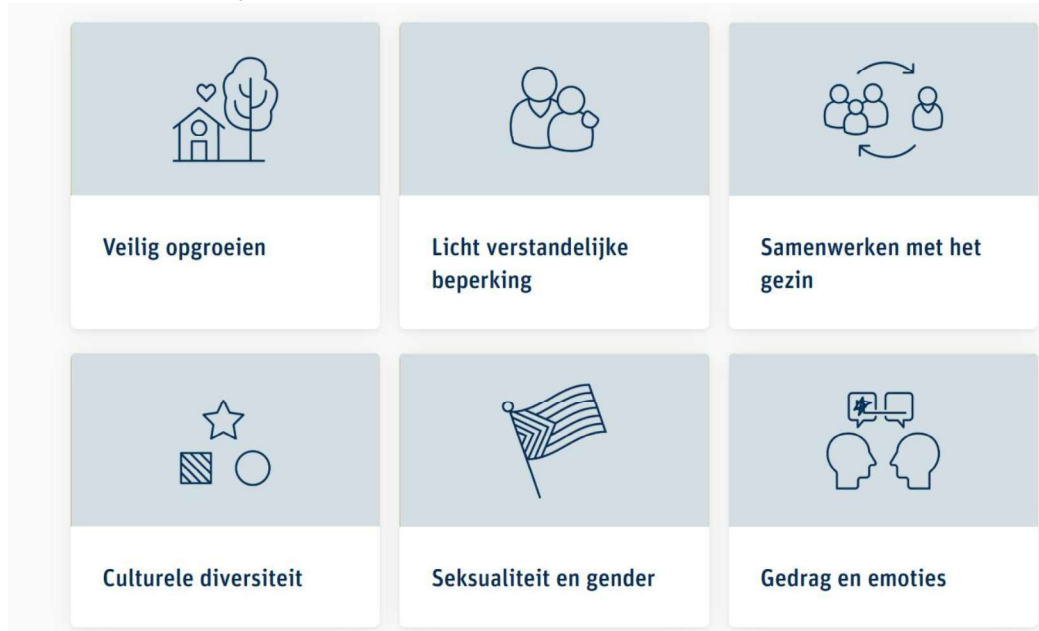 Veilig opgroeien
Licht verstandelijke
beperking
Samenwerken met het
gezin
Culturele diversiteit
Seksualiteit en gender
Gedrag en emoties